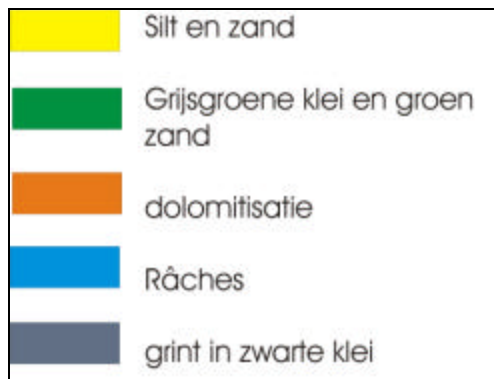 Silt en zand
Grijsgroene klei en groen
zand
dolomitisatie
Râches
grint in zwarte klei